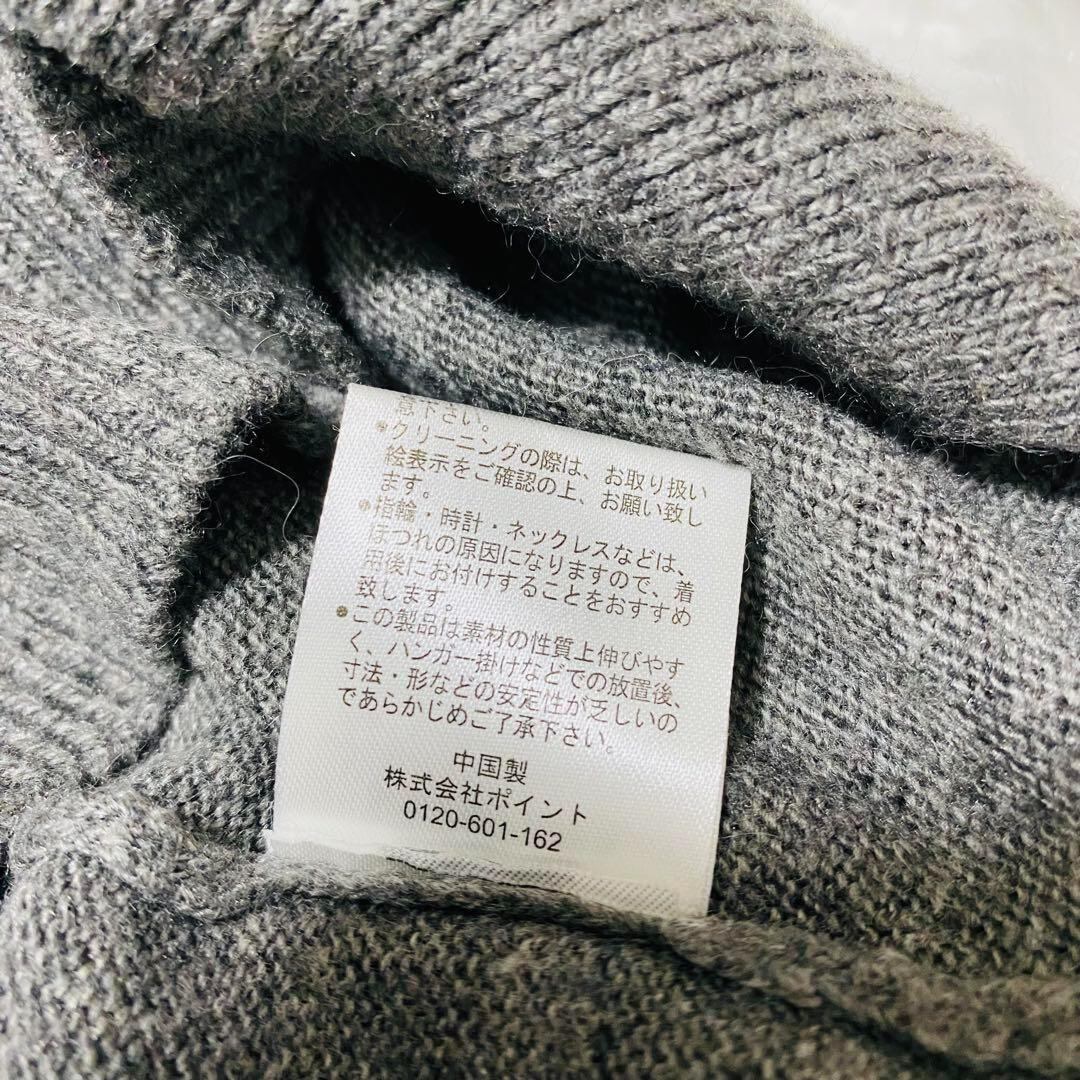 意下さい。
●クリーニングの際は、お取り扱い
絵表示をご確認の上、お願い致し
ます。
●指輪・時計・ネックレスなどは、
ほつれの原因になりますので、着
用後にお付けすることをおすすめ
致します。
●この製品は素材の性質上伸びやす
く、ハンガー掛けなどでの放置後、
寸法・形などの安定性が乏しいの
であらかじめご了承下さい。
中国製
株式会社ポイント
0120-601-162